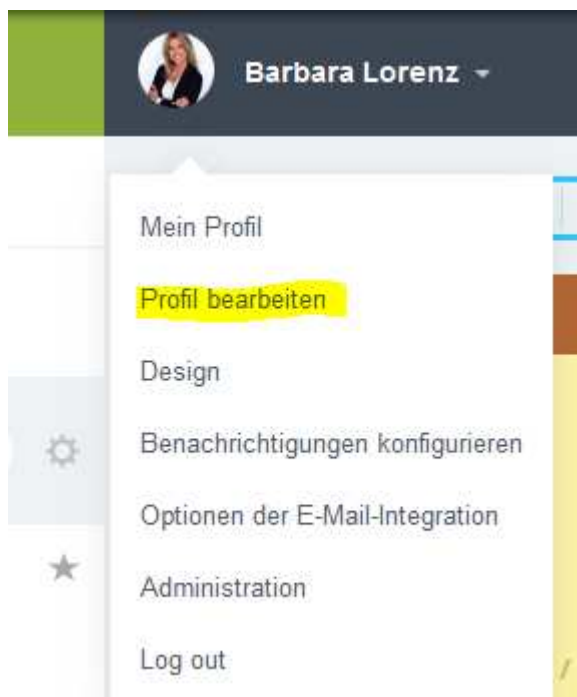 Barbara Lorenz
Mein Profil
Profil bearbeiten
Design
Benachrichtigungen konfigurieren
Optionen der E-Mail-Integration
Administration
Log out
/